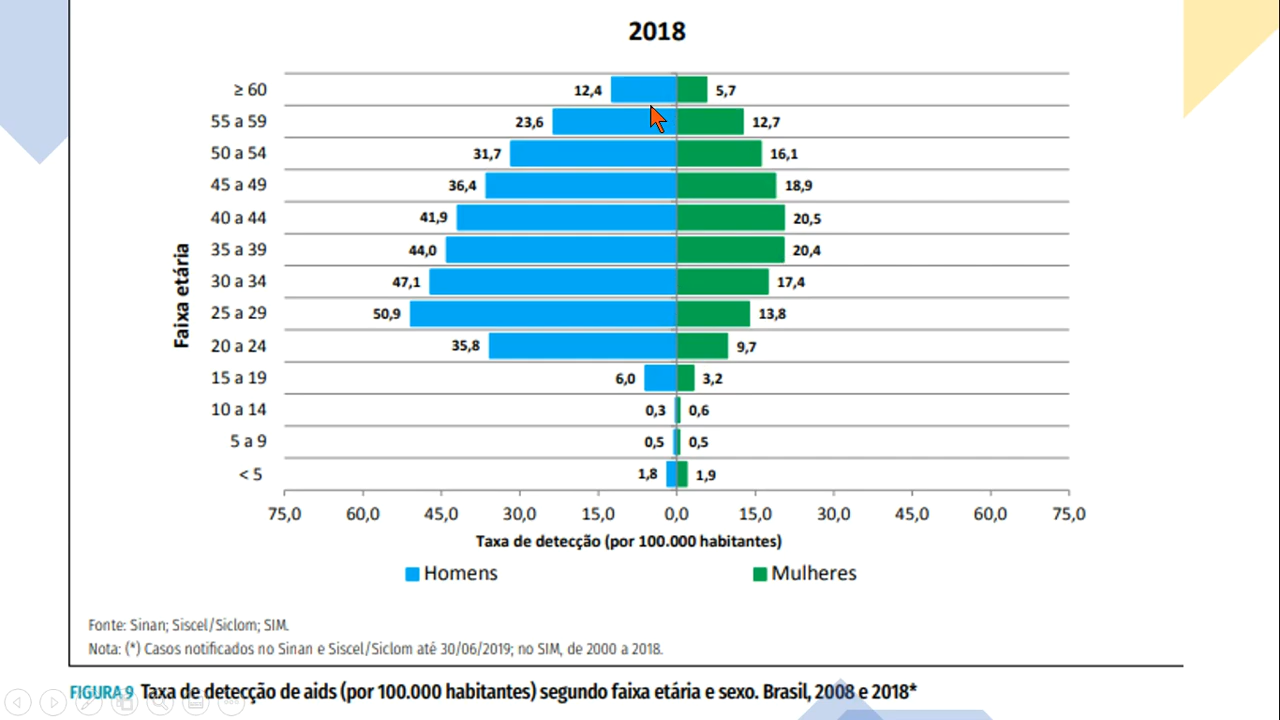 2018
≥ 60 12,4 5,7
55 a 59 23,6 12,7
50 a 54 31,7 16,1
45 a 49 36,4 18,9
40 a 44 41,9 20,5
35 a 39 44,0 20,4
30 a 34 47,1 17,4
25 a 29 50,9 13,8
20 a 24 35,8 9,7
15 a 19 6,0 3,2
10 a 14 0,3 0,6
5 a 9 0,5 0,5
< 5 1,8 1,9
Faixa etária
75,0 60,0 45,0 30,0 15,0 0,0 15,0 30,0 45,0 60,0 75,0
Taxa de detecção (por 100.000 habitantes)
Homens Mulheres
Fonte: Sinan; Siscel/Siclom; SIM.
Nota: (*) Casos notificados no Sinan e Siscel/Siclom até 30/06/2019; no SIM, de 2000 a 2018.
FIGURA 9 Taxa de detecção de aids (por 100.000 habitantes) segundo faixa etária e sexo. Brasil, 2008 e 2018*